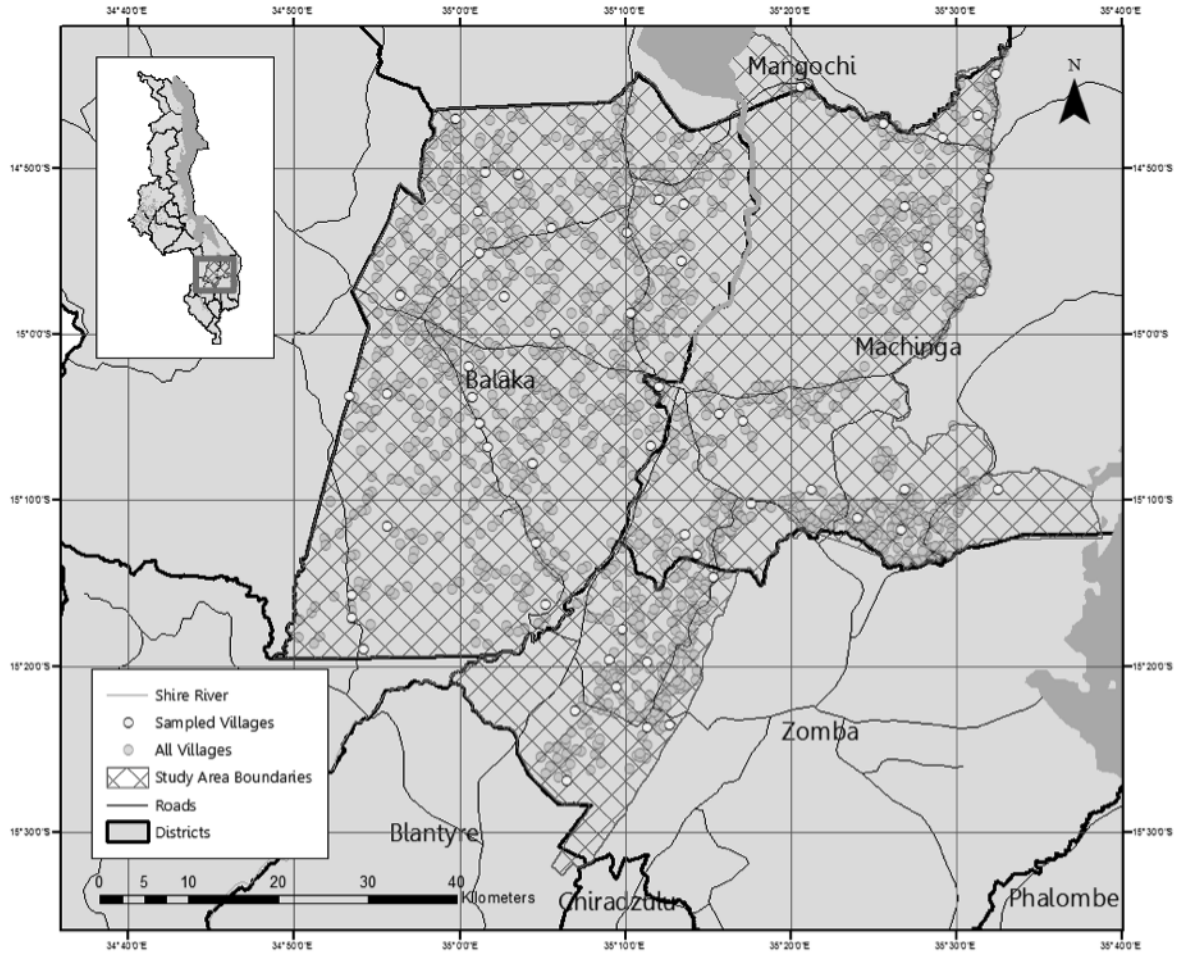 34°40'0"E 34°50'0"E 35°0'0"E 35°10'0"E 35°20'0"E 35°30'0"E 35°40'0"E
Mangochi
N
14°50'0"S 14°50'0"S
15°0'0"S 15°0'0"S
Machinga
Balaka
15°10'0"S 15°10'0"S
15°20'0"S 15°20'0"S
Shire River
Sampled Villages
All Villages
Study Area Boundaries
Roads
Districts
Zomba
15°30'0"S 15°30'0"S
Blantyre
0 5 10 20 30 40
Kilometers
Chiradzulu
Phalombe
34°40'0"E 34°50'0"E 35°0'0"E 35°10'0"E 35°20'0"E 35°30'0"E 35°40'0"E